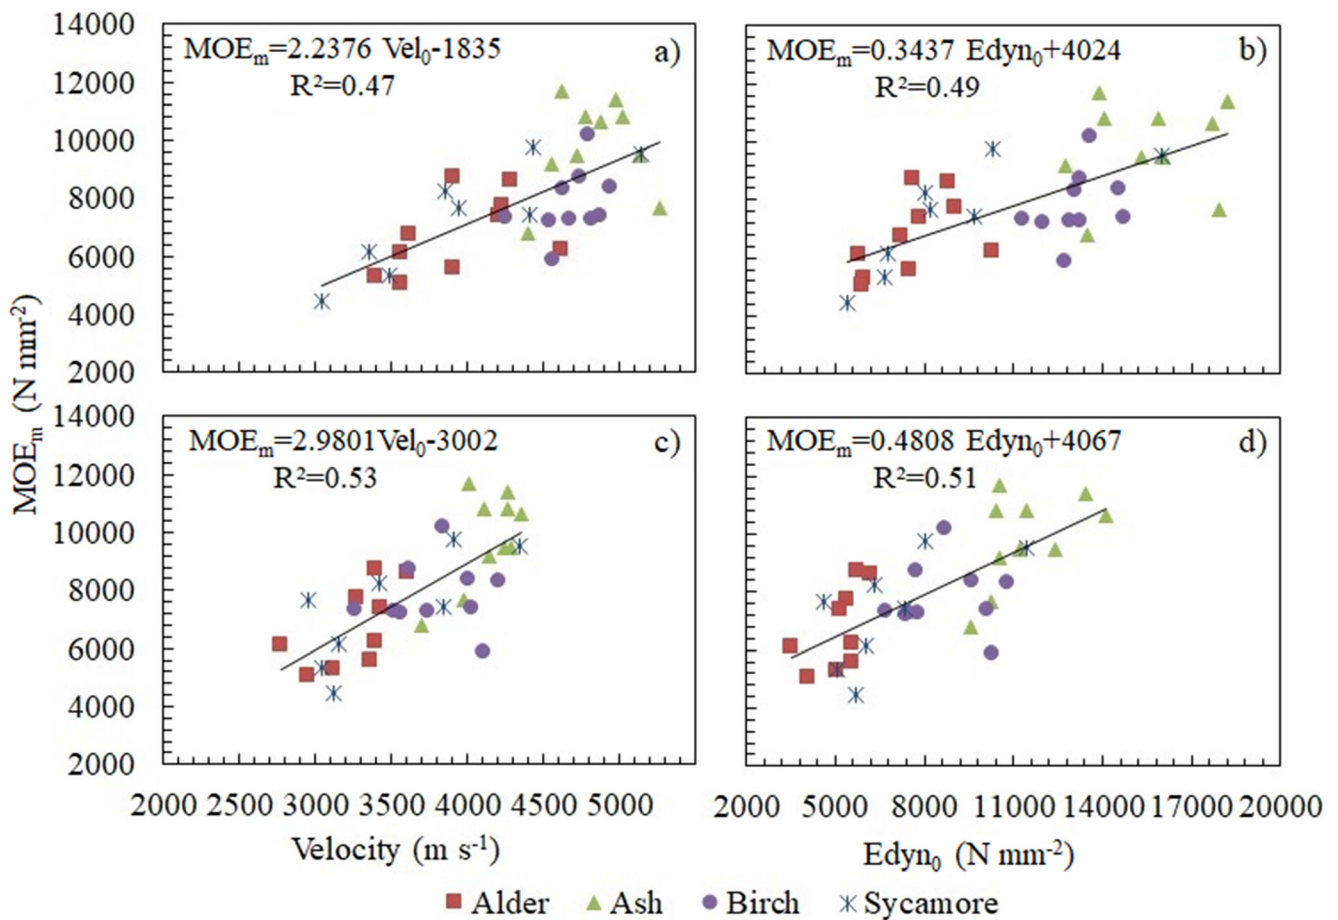 14000
12000
10000
8000
6000
4000
2000
MOEₘ=2.2376 Vel₀-1835
R²=0.47
a)
MOEₘ=0.3437 Edyn₀+4024
R²=0.49
b)
14000
12000
10000
8000
6000
4000
2000
MOEₘ=2.9801Vel₀-3002
R²=0.53
c)
MOEₘ=0.4808 Edyn₀+4067
R²=0.51
d)
MOEₘ (N mm⁻²)
2000 2500 3000 3500 4000 4500 5000
2000 5000 8000 11000 14000 17000 20000
Velocity (m s⁻¹)
Edyn₀ (N mm⁻²)
Alder Ash Birch Sycamore